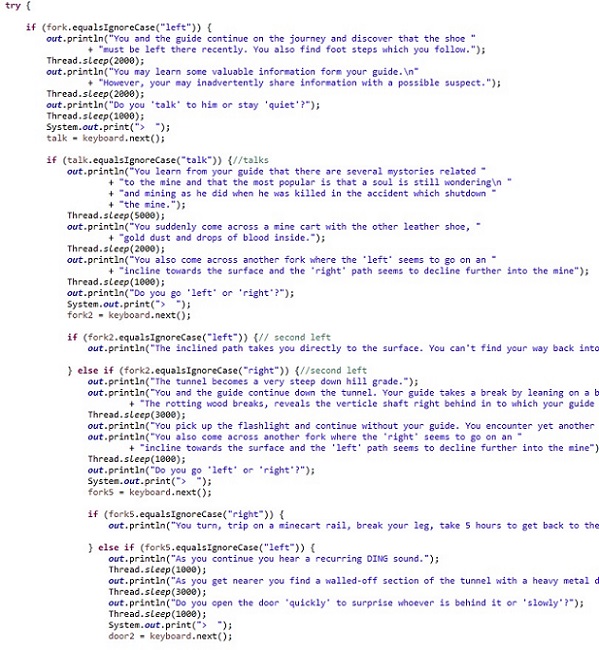 try {
if (fork.equalsIgnoreCase("left")) {
out.println("You and the guide continue on the journey and discover that the shoe "
+ "must be left there recently. You also find foot steps which you follow.");
Thread.sleep(2000);
out.println("You may learn some valuable information form your guide.\n"
+ "However, your may inadvertently share information with a possible suspect.");
Thread.sleep(2000);
out.println("Do you 'talk' to him or stay 'quiet'?");
Thread.sleep(1000);
System.out.print("> ");
talk = keyboard.next();
if (talk.equalsIgnoreCase("talk")) {//talks
out.println("You learn from your guide that there are several mysteries related "
+ "to the mine and that the most popular is that a soul is still wondering\n "
+ "and mining as he did when he was killed in the accident which shutdown "
+ "the mine.");
Thread.sleep(5000);
out.println("You suddenly come across a mine cart with the other leather shoe, "
+ "gold dust and drops of blood inside.");
Thread.sleep(2000);
out.println("You also come across another fork where the 'left' seems to go on an "
+ "incline towards the surface and the 'right' path seems to decline further into the mine");
Thread.sleep(1000);
out.println("Do you go 'left' or 'right'?");
System.out.print("> ");
fork2 = keyboard.next();
if (fork2.equalsIgnoreCase("left")) {// second left
out.println("The inclined path takes you directly to the surface. You can't find your way back into
} else if (fork2.equalsIgnoreCase("right")) {//second left
out.println("The tunnel becomes a very steep down hill grade.");
out.println("You and the guide continue down the tunnel. Your guide takes a break by leaning on a b
+ "The rotting wood breaks, reveals the verticle shaft right behind in to which your guide
Thread.sleep(3000);
out.println("You pick up the flashlight and continue without your guide. You encounter yet another
out.println("You also come across another fork where the 'right' seems to go on an "
+ "incline towards the surface and the 'left' path seems to decline further into the mine")
Thread.sleep(1000);
out.println("Do you go 'left' or 'right'?");
System.out.print("> ");
fork5 = keyboard.next();
if (fork5.equalsIgnoreCase("right")) {
out.println("You turn, trip on a minecart rail, break your leg, take 5 hours to get back to the
} else if (fork5.equalsIgnoreCase("left")) {
out.println("As you continue you hear a recurring DING sound.");
Thread.sleep(1000);
out.println("As you get nearer you find a walled-off section of the tunnel with a heavy metal d
Thread.sleep(3000);
out.println("Do you open the door 'quickly' to surprise whoever is behind it or 'slowly'?");
Thread.sleep(1000);
System.out.print("> ");
door2 = keyboard.next();